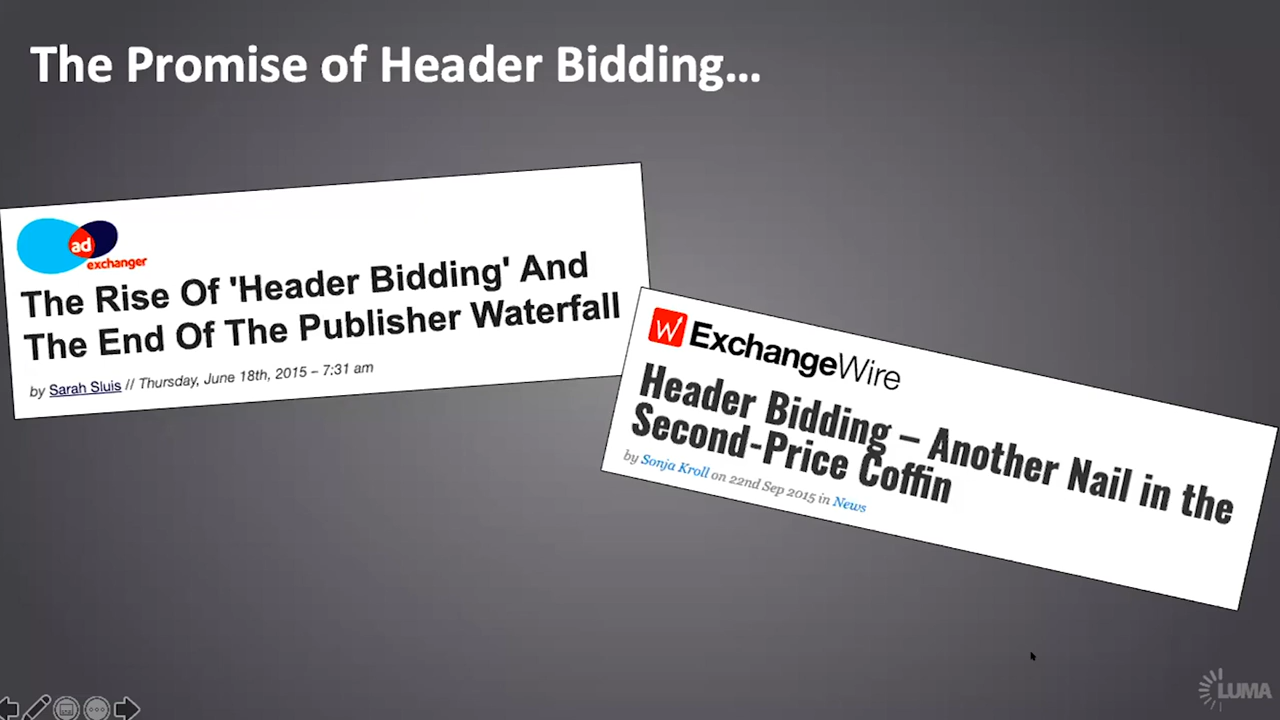 The Promise of Header Bidding…
ad
exchanger
The Rise Of 'Header Bidding' And
The End Of The Publisher Waterfall
by Sarah Sluis // Thursday, June 18th, 2015 – 7:31 am
ExchangeWire
Header Bidding – Another Nail in the
Second-Price Coffin
by Sonja Kroll on 22nd Sep 2015 in News
LUMA